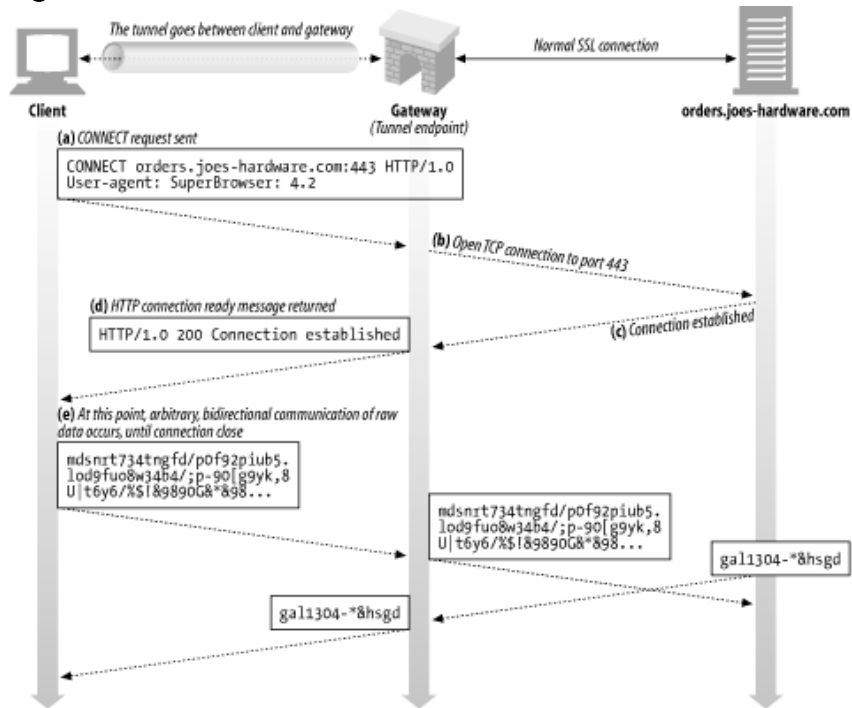 The tunnel goes between client and gateway
Normal SSL connection
Client
Gateway
(Tunnel endpoint)
orders.joes-hardware.com
(a) CONNECT request sent
CONNECT orders.joes-hardware.com:443 HTTP/1.0
User-agent: SuperBrowser: 4.2
(b) Open TCP connection to port 443
(d) HTTP connection ready message returned
HTTP/1.0 200 Connection established
(c) Connection established
(e) At this point, arbitrary, bidirectional communication of raw
data occurs, until connection close
mdsnrt734tngfd/p0f92piub5.
lod9fuo8w34b4/;p-90[g9yk,8
U|t6y6/%$!&9890G&*&98...
mdsnrt734tngfd/p0f92piub5.
lod9fuo8w34b4/;p-90[g9yk,8
U|t6y6/%$!&9890G&*&98...
gal1304-*&hsgd
gal1304-*&hsgd